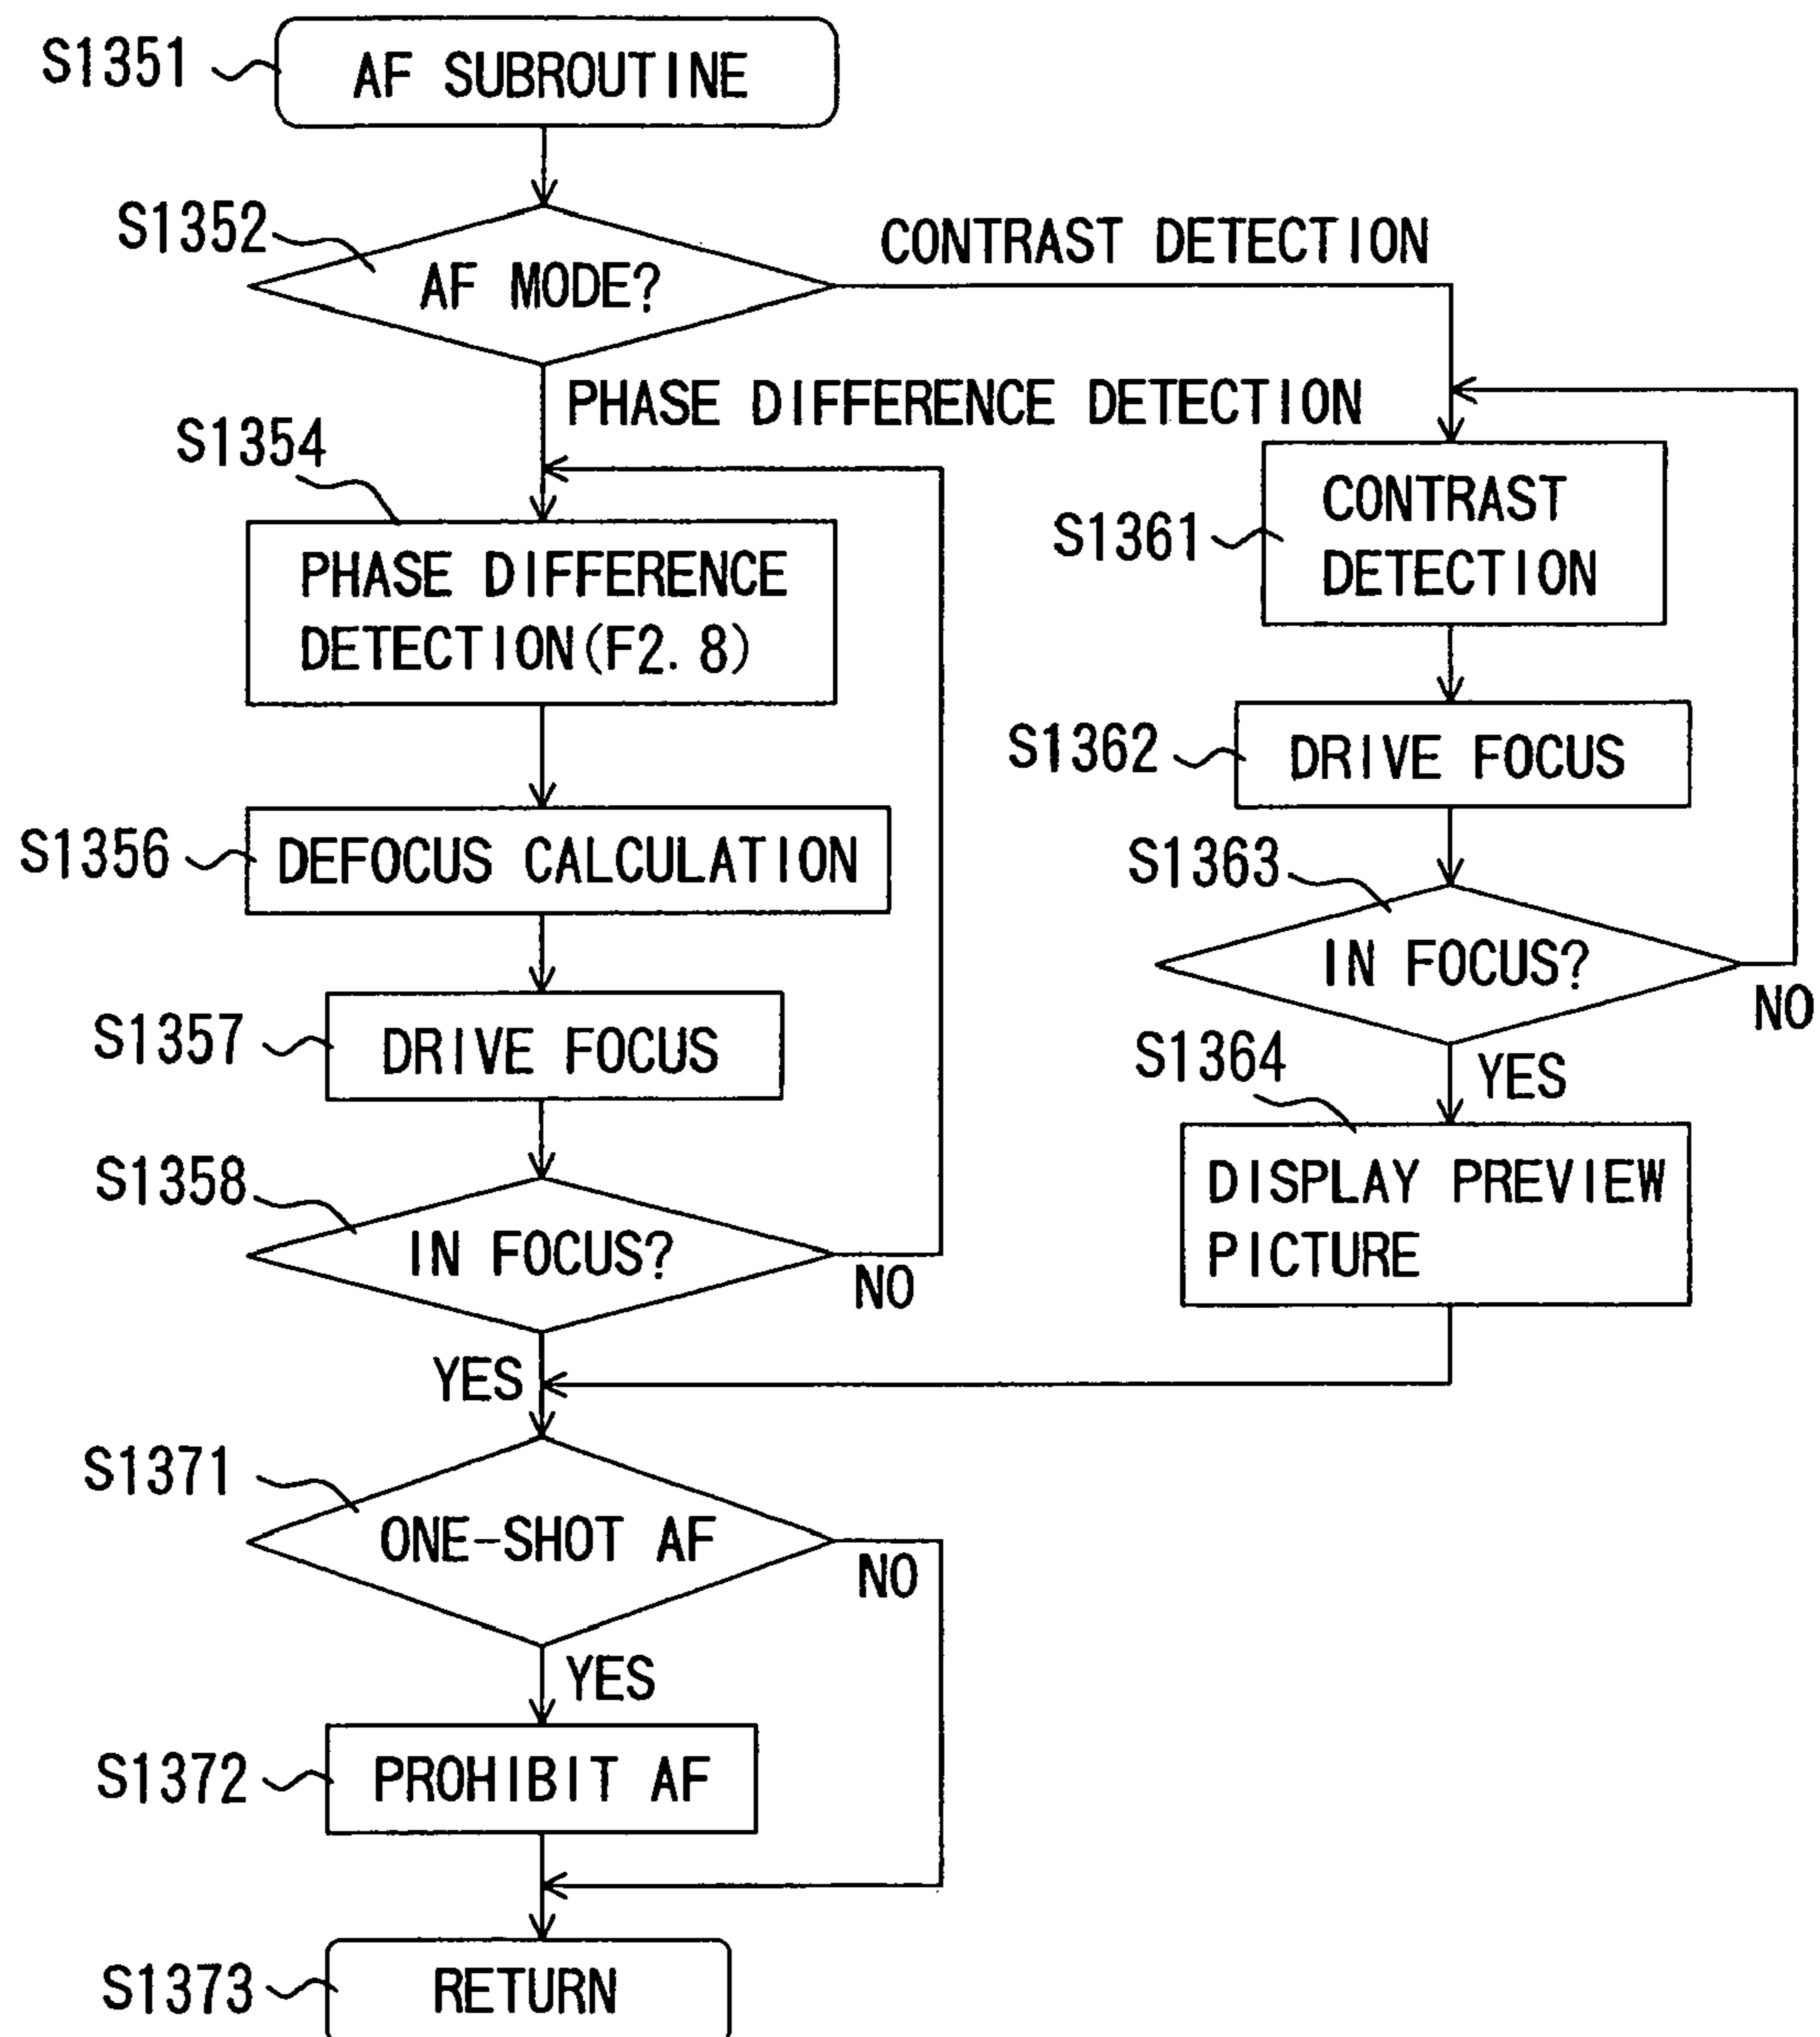 S1351
AF SUBROUTINE
S1352
AF MODE?
CONTRAST DETECTION
PHASE DIFFERENCE DETECTION
S1354
PHASE DIFFERENCE
DETECTION(F2.8)
S1356
DEFOCUS CALCULATION
S1357
DRIVE FOCUS
S1358
IN FOCUS?
NO
YES
S1361
CONTRAST
DETECTION
S1362
DRIVE FOCUS
S1363
IN FOCUS?
NO
YES
S1364
DISPLAY PREVIEW
PICTURE
S1371
ONE-SHOT AF
NO
YES
S1372
PROHIBIT AF
S1373
RETURN